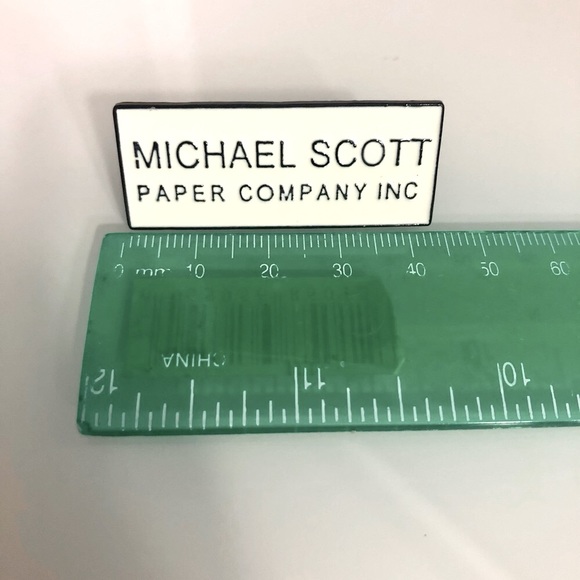 MICHAEL SCOTT
PAPER COMPANY INC
0 mm 10 20 30 40 50 60
CHINA
12 11 10